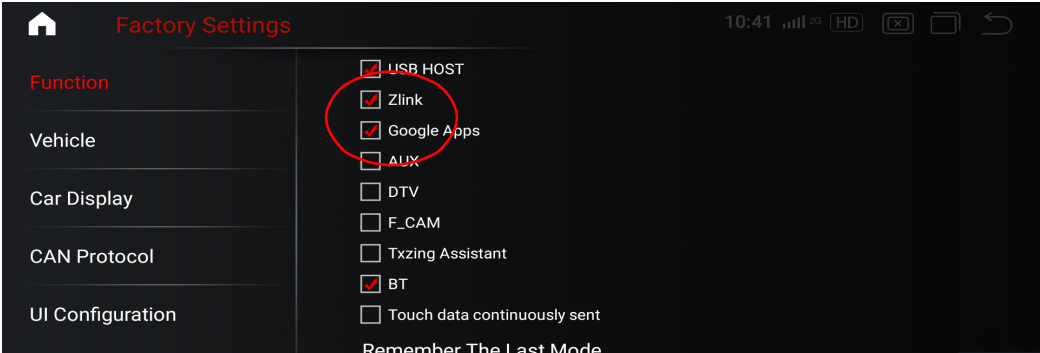 Factory Settings
10:41 2G HD
Function
Vehicle
Car Display
CAN Protocol
UI Configuration
USB HOST
Zlink
Google Apps
AUX
DTV
F_CAM
Txzing Assistant
BT
Touch data continuously sent
Remember The Last Mode